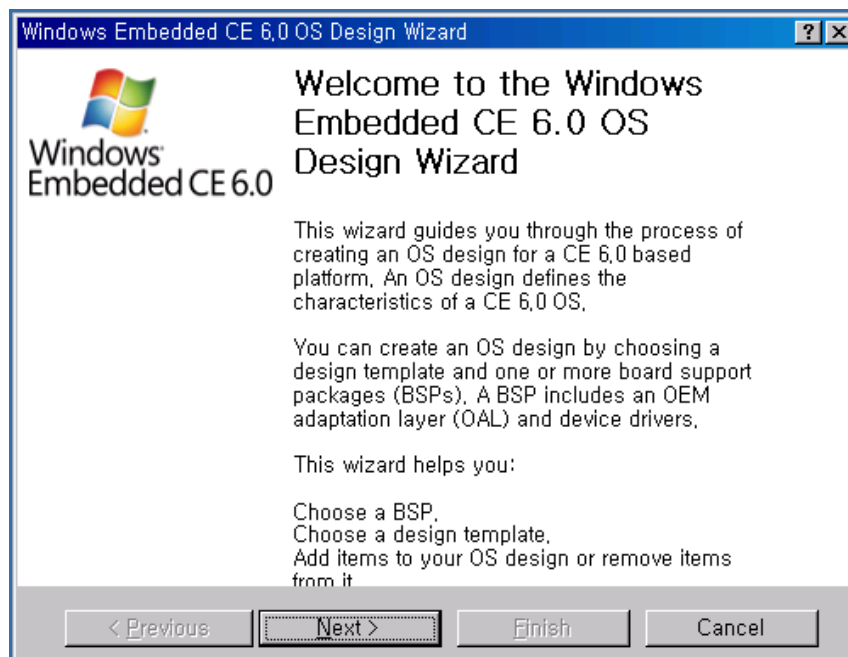 Windows Embedded CE 6,0 OS Design Wizard
Windows
Embedded CE 6.0
Welcome to the Windows
Embedded CE 6.0 OS
Design Wizard
This wizard guides you through the process of
creating an OS design for a CE 6,0 based
platform, An OS design defines the
characteristics of a CE 6,0 OS,
You can create an OS design by choosing a
design template and one or more board support
packages (BSPs), A BSP includes an OEM
adaptation layer (OAL) and device drivers,
This wizard helps you:
Choose a BSP,
Choose a design template,
Add items to your OS design or remove items
from it
< Previous
Next >
Finish
Cancel